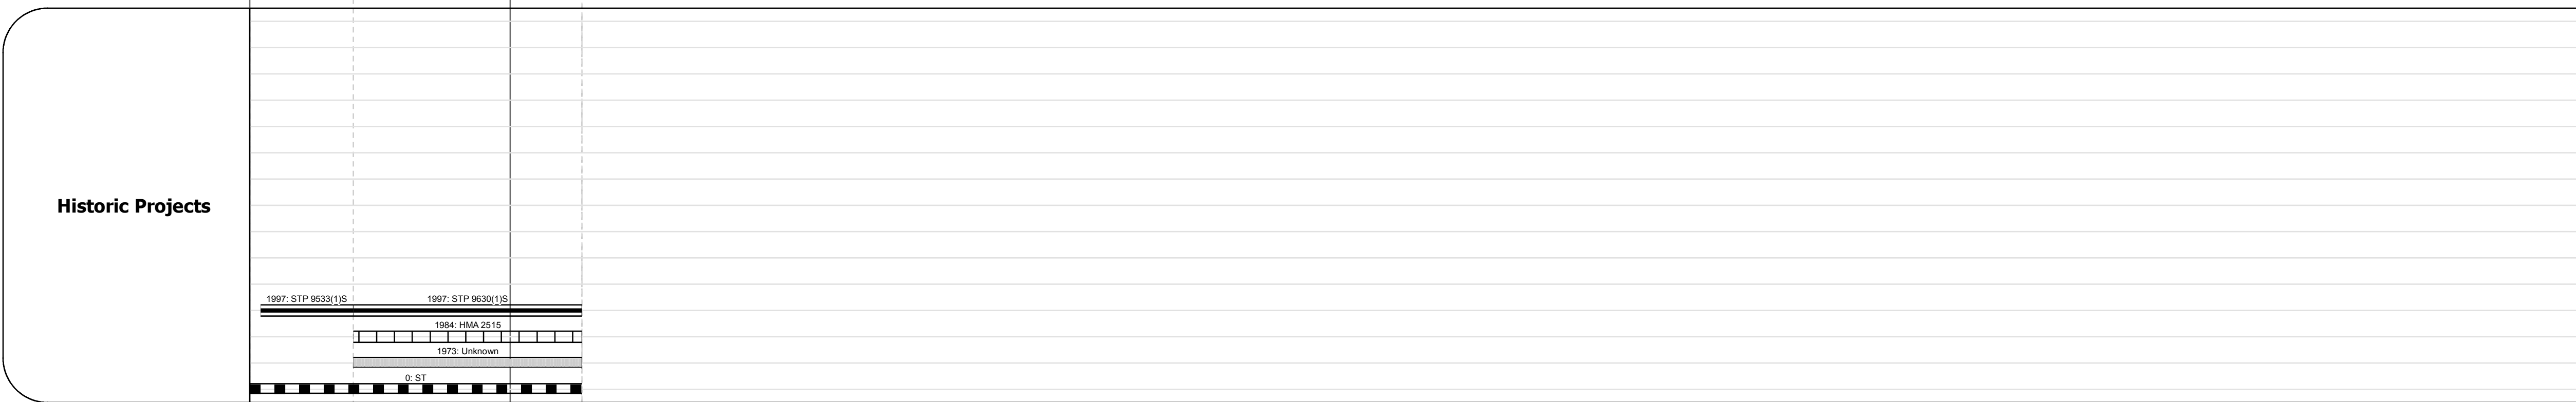 Historic Projects
1997: STP 9533(1)S
1997: STP 9630(1)S
1984: HMA 2515
1973: Unknown
0: ST